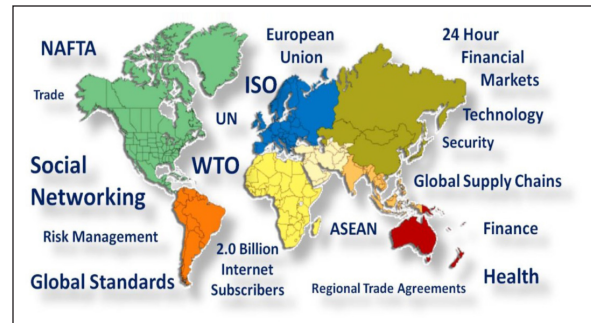 NAFTA
European
Union
24 Hour
Financial
Markets
ISO
Trade
UN
Technology
Security
WTO
Social
Networking
Global Supply Chains
Risk Management
ASEAN
Finance
2.0 Billion
Internet
Subscribers
Global Standards
Regional Trade Agreements
Health